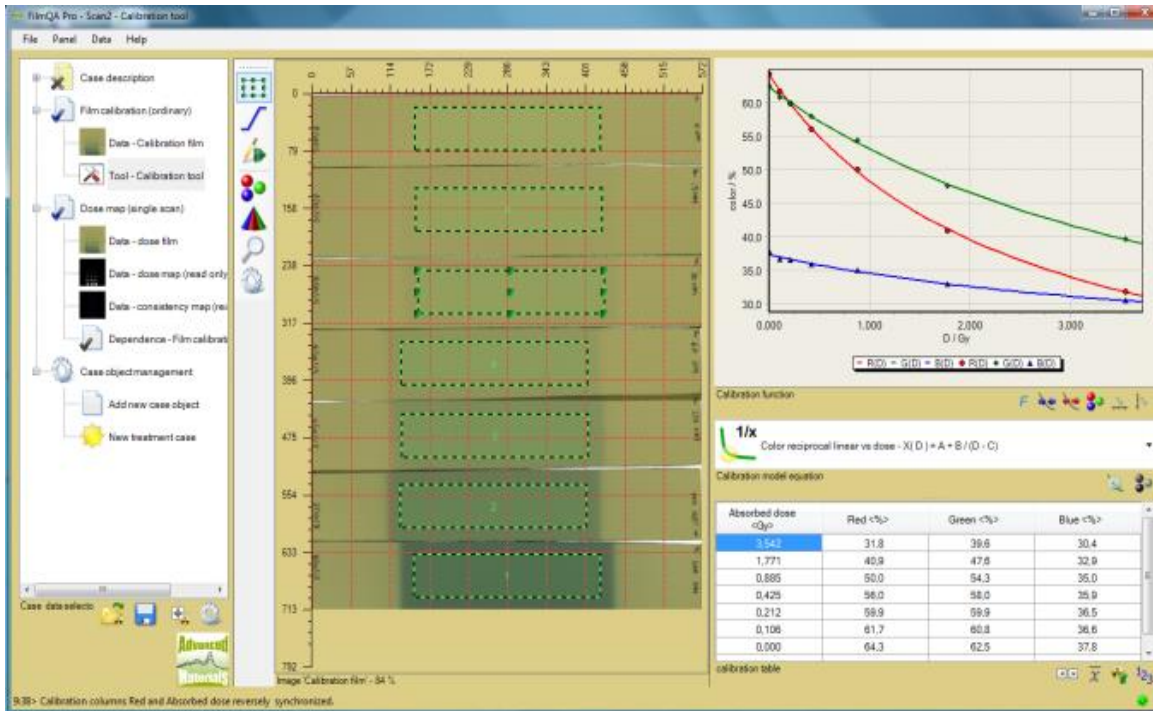 FilmQA Pro - Scan2 - Calibration tool
File Panel Data Help
Case description
Film calibration (ordinary)
Data - Calibration film
Tool - Calibration tool
Dose map (single scan)
Data - dose film
Data - dose map (read only
Data - consistency map (rea
Dependence - Film calibrati
Case object management
Add new case object
New treatment case
Case data selecto
Advanced
Materials
0 57 114 172 229 286 343 401 458 515 572
0
79
158
238
317
396
475
554
633
713
792
Image 'Calibration film' - 84 %
color / %
60,0
55,0
50,0
45,0
40,0
35,0
30,0
0,000 1,000 2,000 3,000
D / Gy
R(D) G(D) B(D) R(D) G(D) B(D)
Calibration function
1/x
Color reciprocal linear vs dose - X( D ) = A + B / (D - C)
Calibration model equation
Absorbed dose <Gy> Red <%> Green <%> Blue <%>
3,542 31,8 39,6 30,4
1,771 40,9 47,6 32,9
0,885 50,0 54,3 35,0
0,425 56,0 58,0 35,9
0,212 59,9 59,9 36,5
0,106 61,7 60,8 36,6
0,000 64,3 62,5 37,8
calibration table
9:38> Calibration columns Red and Absorbed dose reversely synchronized.